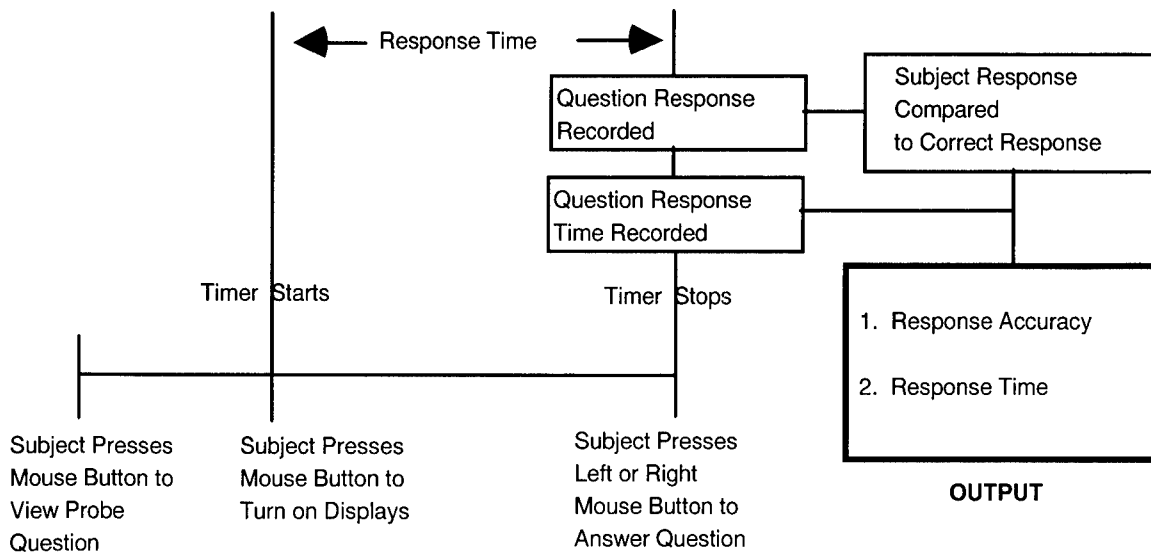 Response Time
Question Response
Recorded
Subject Response
Compared
to Correct Response
Question Response
Time Recorded
Timer Starts
Timer Stops
1. Response Accuracy
2. Response Time
OUTPUT
Subject Presses
Mouse Button to
View Probe
Question
Subject Presses
Mouse Button to
Turn on Displays
Subject Presses
Left or Right
Mouse Button to
Answer Question